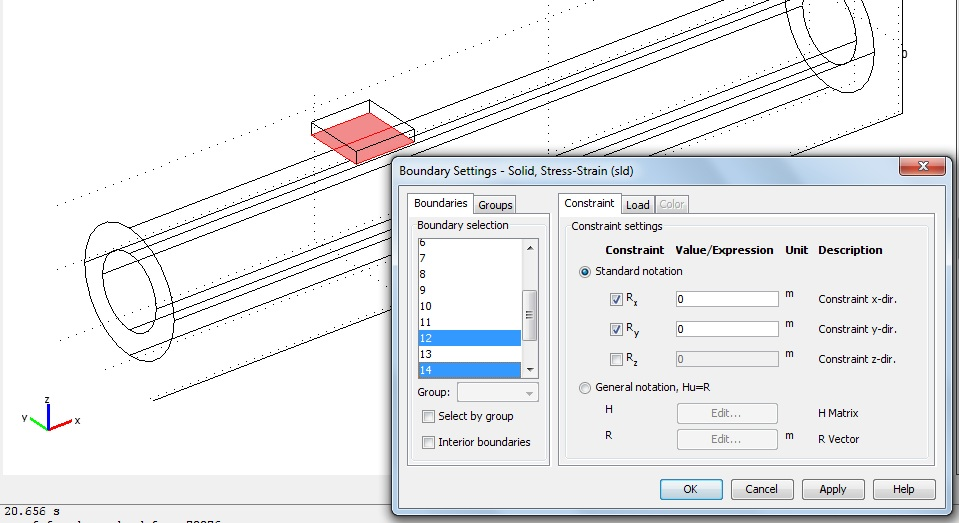 0
z
y
x
Boundary Settings - Solid, Stress-Strain (sld)
Boundaries
Groups
Boundary selection
6
7
8
9
10
11
12
13
14
Group:
Select by group
Interior boundaries
Constraint
Load
Color
Constraint settings
Constraint Value/Expression Unit Description
Standard notation
Rx 0 m Constraint x-dir.
Ry 0 m Constraint y-dir.
Rz 0 m Constraint z-dir.
General notation, Hu=R
H Edit... H Matrix
R Edit... m R Vector
OK Cancel Apply Help
20.656 s